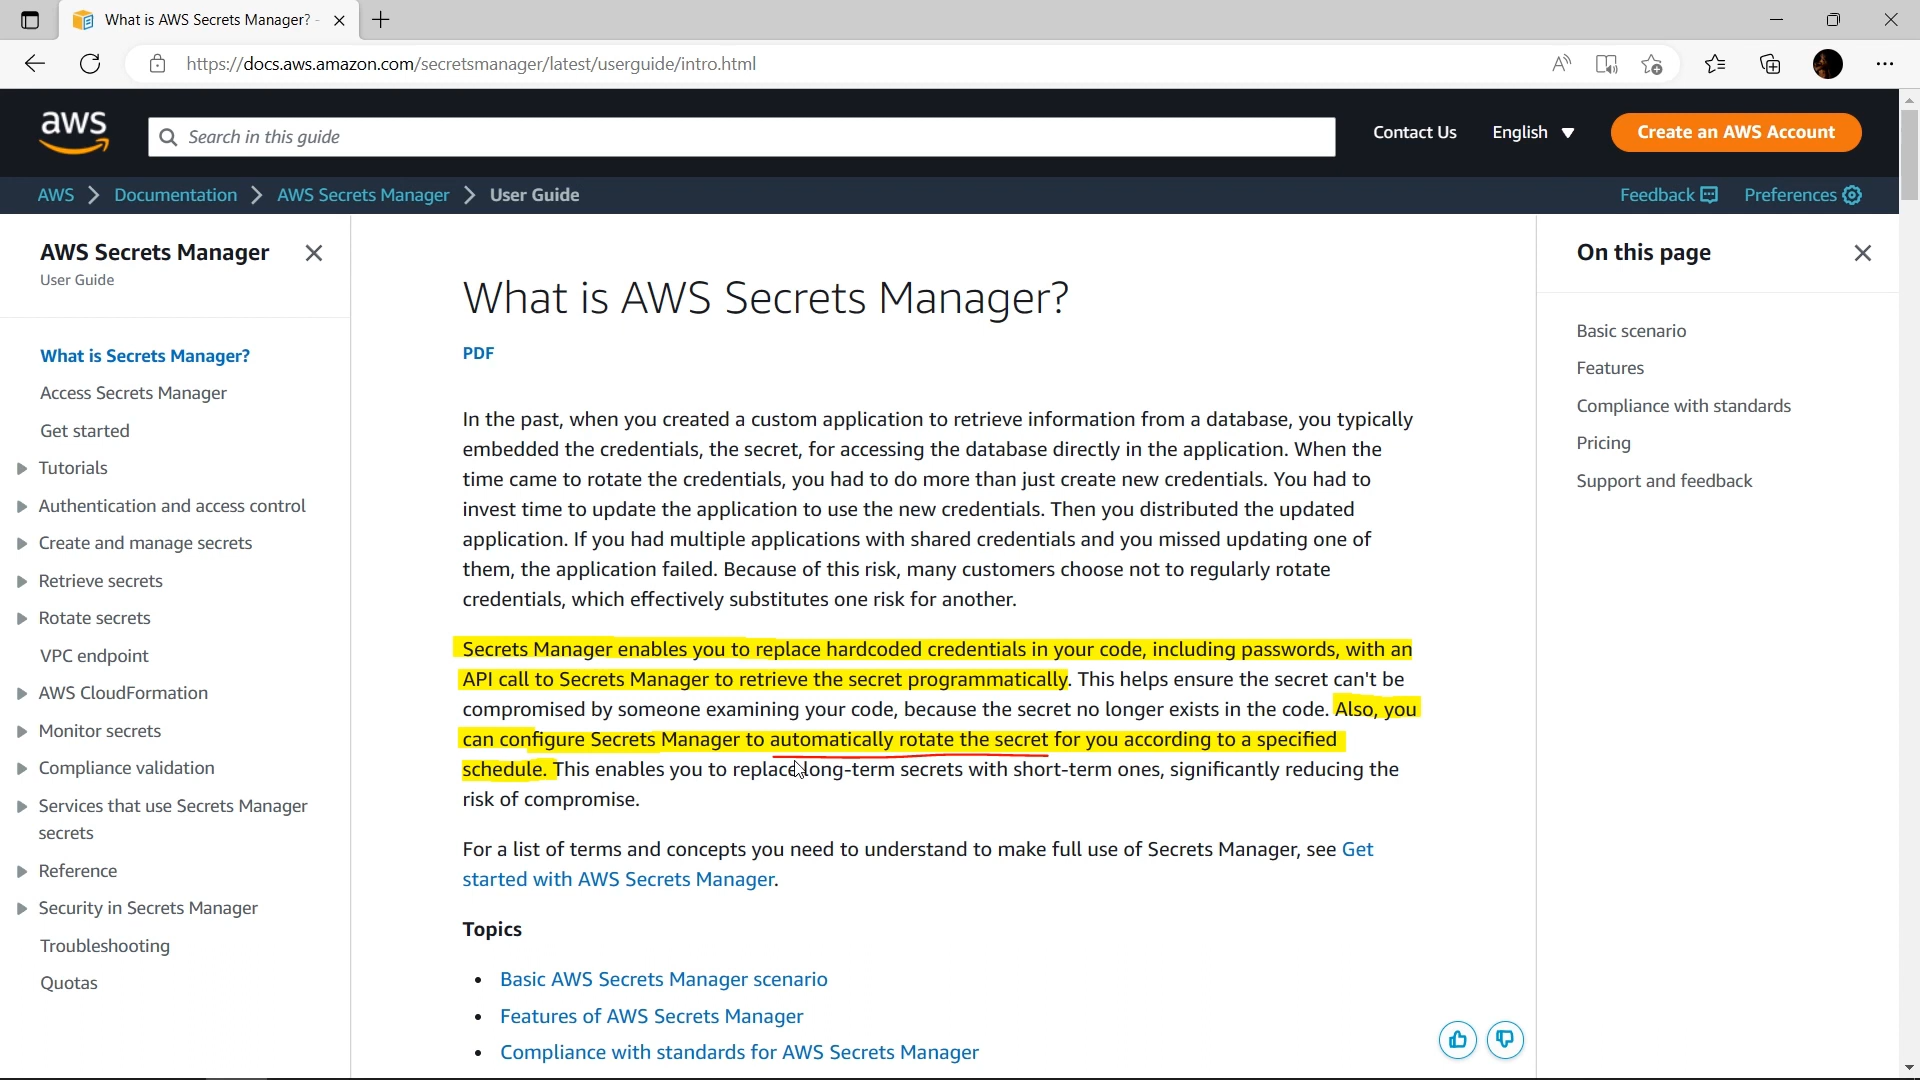 What is AWS Secrets Manager? -
https://docs.aws.amazon.com/secretsmanager/latest/userguide/intro.html
aws
Search in this guide
Contact Us
English
Create an AWS Account
AWS
Documentation
AWS Secrets Manager
User Guide
Feedback
Preferences
AWS Secrets Manager
User Guide
What is Secrets Manager?
Access Secrets Manager
Get started
Tutorials
Authentication and access control
Create and manage secrets
Retrieve secrets
Rotate secrets
VPC endpoint
AWS CloudFormation
Monitor secrets
Compliance validation
Services that use Secrets Manager
secrets
Reference
Security in Secrets Manager
Troubleshooting
Quotas
What is AWS Secrets Manager?
PDF
In the past, when you created a custom application to retrieve information from a database, you typically
embedded the credentials, the secret, for accessing the database directly in the application. When the
time came to rotate the credentials, you had to do more than just create new credentials. You had to
invest time to update the application to use the new credentials. Then you distributed the updated
application. If you had multiple applications with shared credentials and you missed updating one of
them, the application failed. Because of this risk, many customers choose not to regularly rotate
credentials, which effectively substitutes one risk for another.
Secrets Manager enables you to replace hardcoded credentials in your code, including passwords, with an
API call to Secrets Manager to retrieve the secret programmatically. This helps ensure the secret can't be
compromised by someone examining your code, because the secret no longer exists in the code. Also, you
can configure Secrets Manager to automatically rotate the secret for you according to a specified
schedule. This enables you to replace long-term secrets with short-term ones, significantly reducing the
risk of compromise.
For a list of terms and concepts you need to understand to make full use of Secrets Manager, see Get
started with AWS Secrets Manager.
Topics
• Basic AWS Secrets Manager scenario
• Features of AWS Secrets Manager
• Compliance with standards for AWS Secrets Manager
On this page
Basic scenario
Features
Compliance with standards
Pricing
Support and feedback